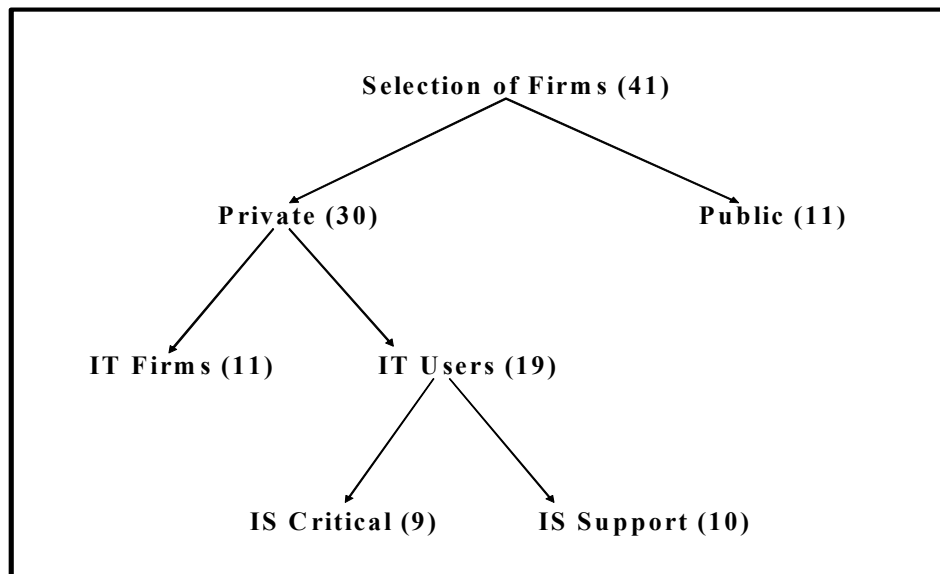 Selection of Firms (41)
Private (30)
Public (11)
IT Firms (11)
IT Users (19)
IS Critical (9)
IS Support (10)